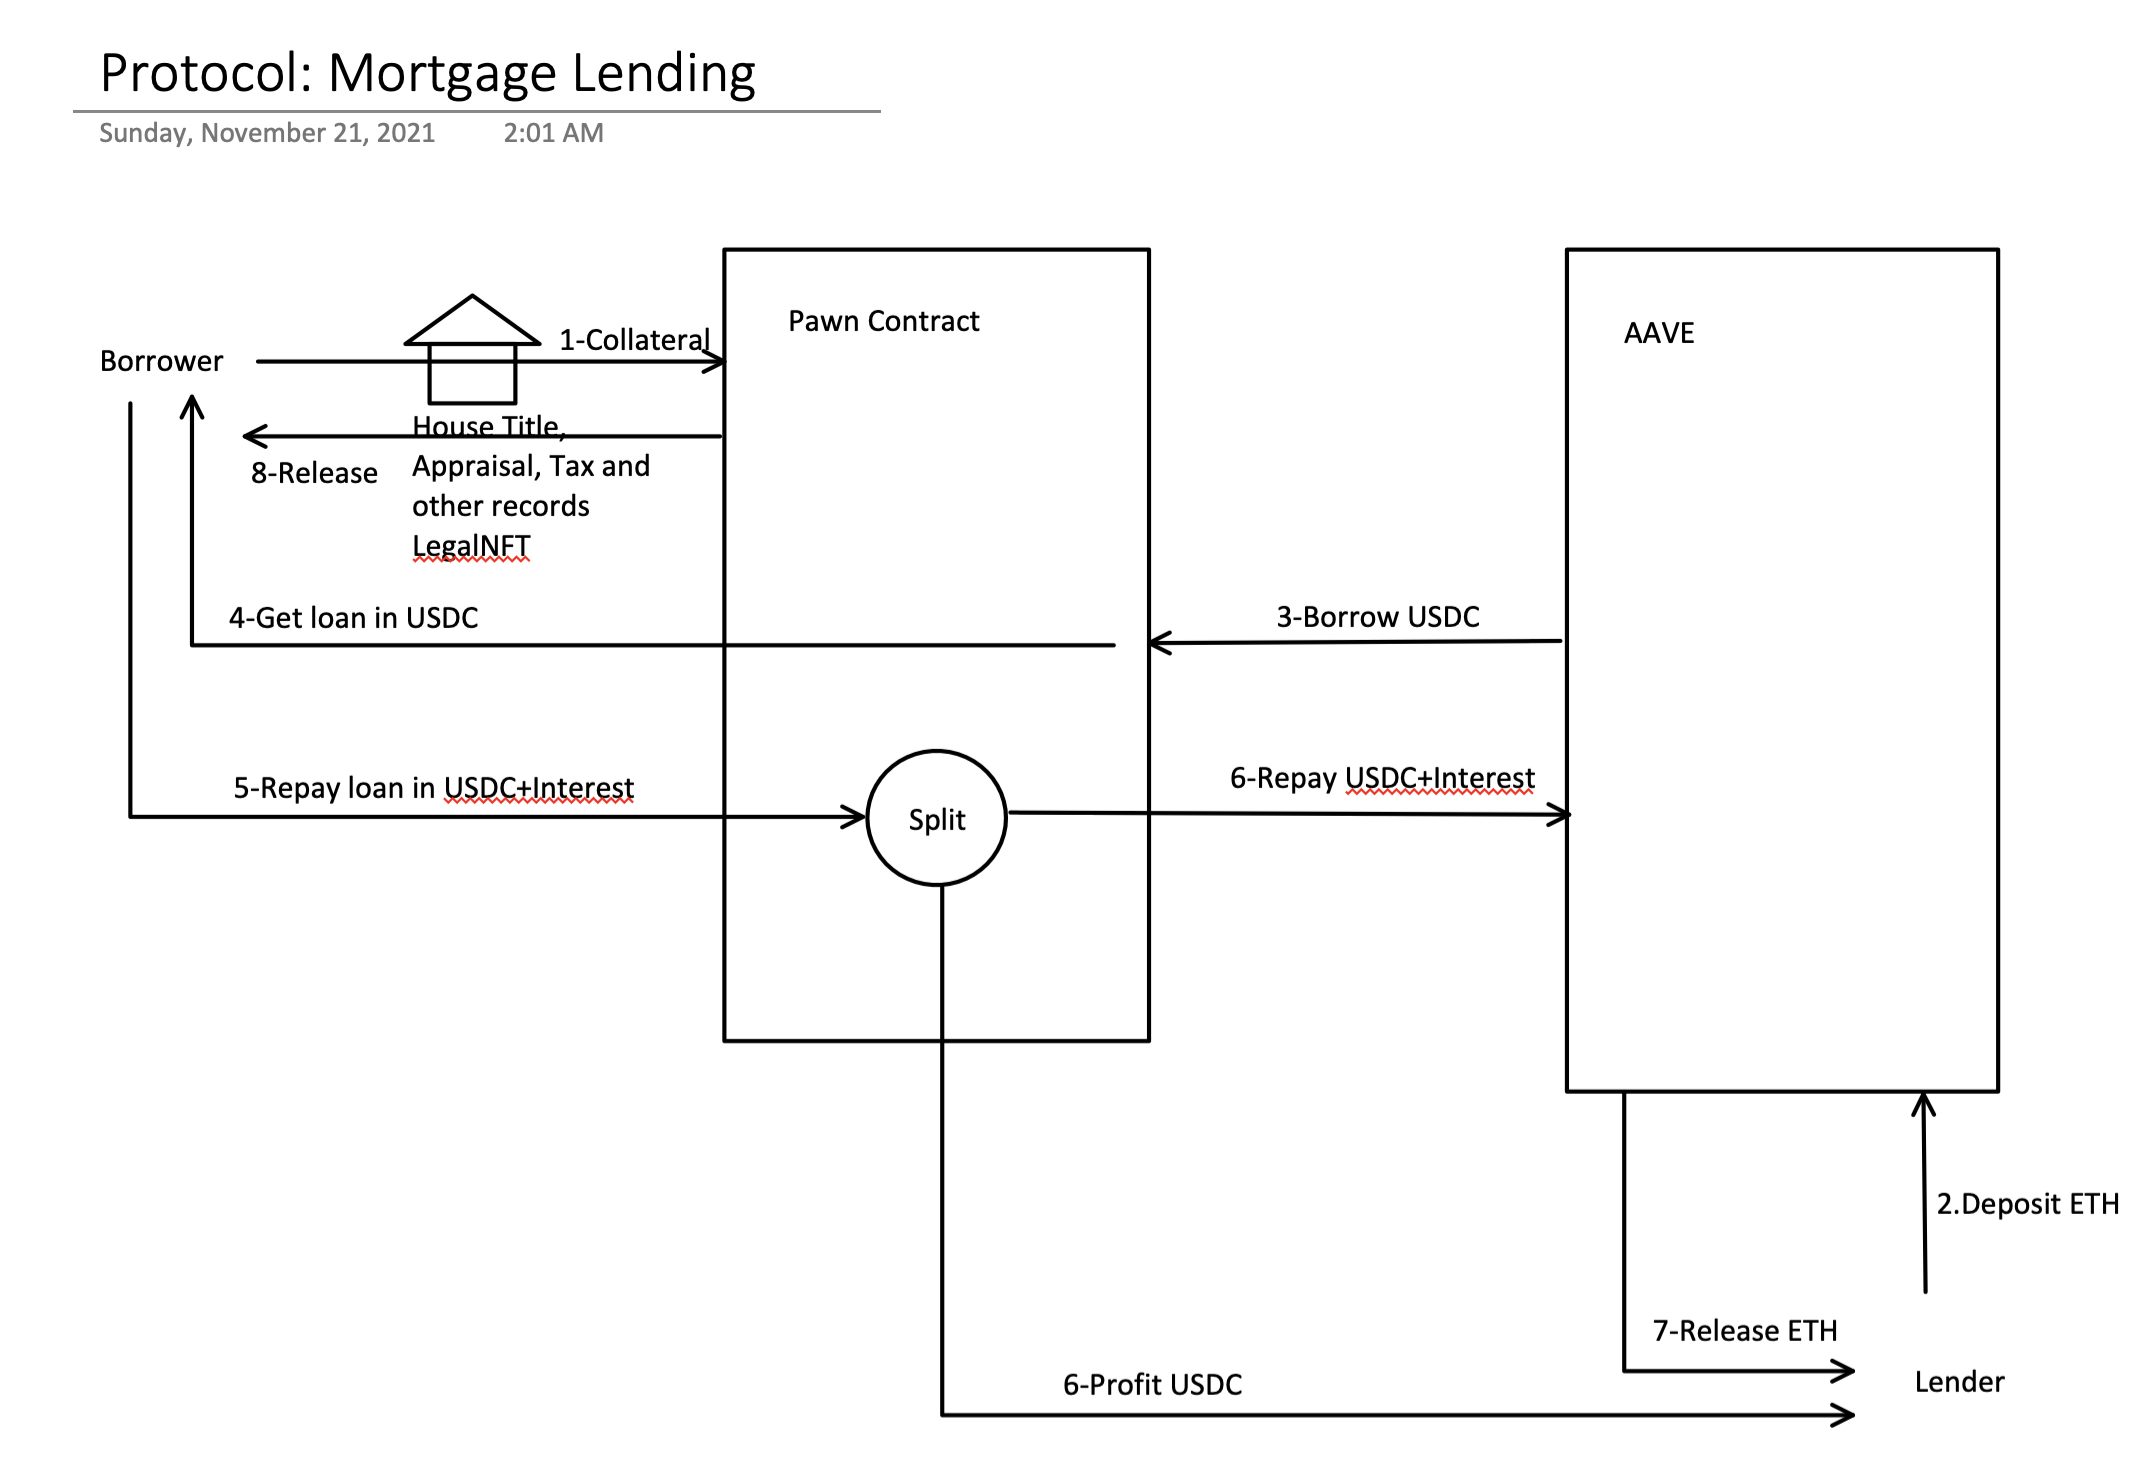 Protocol: Mortgage Lending
Sunday, November 21, 2021 2:01 AM
Pawn Contract
AAVE
1-Collateral
Borrower
House Title,
Appraisal, Tax and
other records
LegalNFT
8-Release
4-Get loan in USDC
3-Borrow USDC
5-Repay loan in USDC+Interest
6-Repay USDC+Interest
Split
2.Deposit ETH
7-Release ETH
6-Profit USDC
Lender